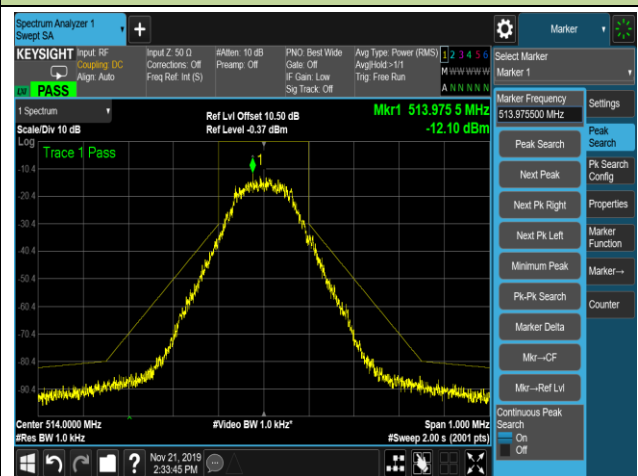 Spectrum Analyzer 1
Swept SA
+
Marker
KEYSIGHT
Input: RF
Coupling: DC
Align: Auto
Input Z: 50 Ω
Corrections: Off
Freq Ref: Int (S)
#Atten: 10 dB
Preamp: Off
PNO: Best Wide
Gate: Off
IF Gain: Low
Sig Track: Off
Avg Type: Power (RMS)
Avg|Hold:>1/1
Trig: Free Run
1 2 3 4 5 6
M W W W W W
A N N N N N
PASS
1 Spectrum
Scale/Div 10 dB
Log
Ref Lvl Offset 10.50 dB
Ref Level -0.37 dBm
Mkr1 513.975 5 MHz
-12.10 dBm
Trace 1 Pass
1
-10.4
-20.4
-30.4
-40.4
-50.4
-60.4
-70.4
-80.4
-90.4
Center 514.0000 MHz
#Res BW 1.0 kHz
#Video BW 1.0 kHz*
Span 1.000 MHz
#Sweep 2.00 s (2001 pts)
Select Marker
Marker 1
Marker Frequency
513.975500 MHz
Peak Search
Next Peak
Next Pk Right
Next Pk Left
Minimum Peak
Pk-Pk Search
Marker Delta
Mkr→CF
Mkr→Ref Lvl
Continuous Peak
Search
On
Off
Settings
Peak
Search
Pk Search
Config
Properties
Marker
Function
Marker→
Counter
?
Nov 21, 2019
2:33:45 PM